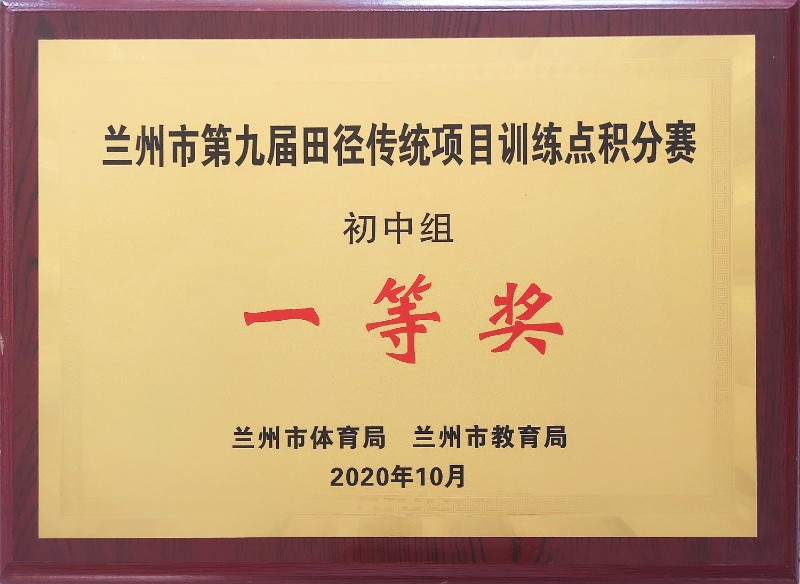 兰州市第九届田径传统项目训练点积分赛
初中组
一等奖
兰州市体育局 兰州市教育局
2020年10月